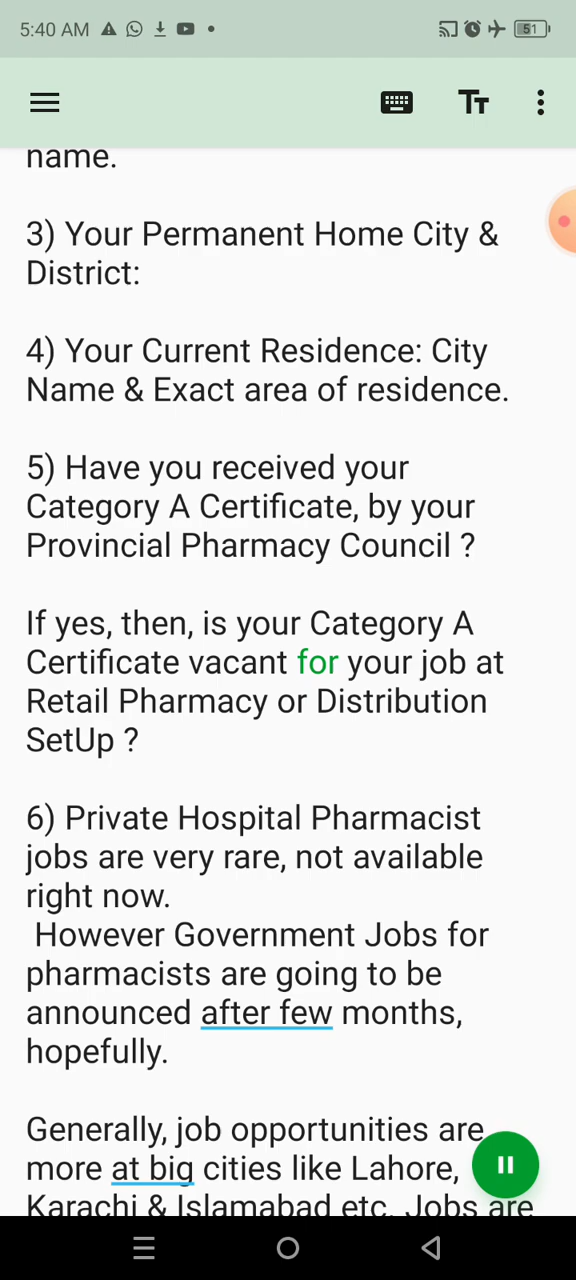 5:40 AM
51
TT
name.
3) Your Permanent Home City &
District:
4) Your Current Residence: City
Name & Exact area of residence.
5) Have you received your
Category A Certificate, by your
Provincial Pharmacy Council ?
If yes, then, is your Category A
Certificate vacant for your job at
Retail Pharmacy or Distribution
SetUp ?
6) Private Hospital Pharmacist
jobs are very rare, not available
right now.
However Government Jobs for
pharmacists are going to be
announced after few months,
hopefully.
Generally, job opportunities are
more at big cities like Lahore,
Karachi & Islamabad etc. Jobs are